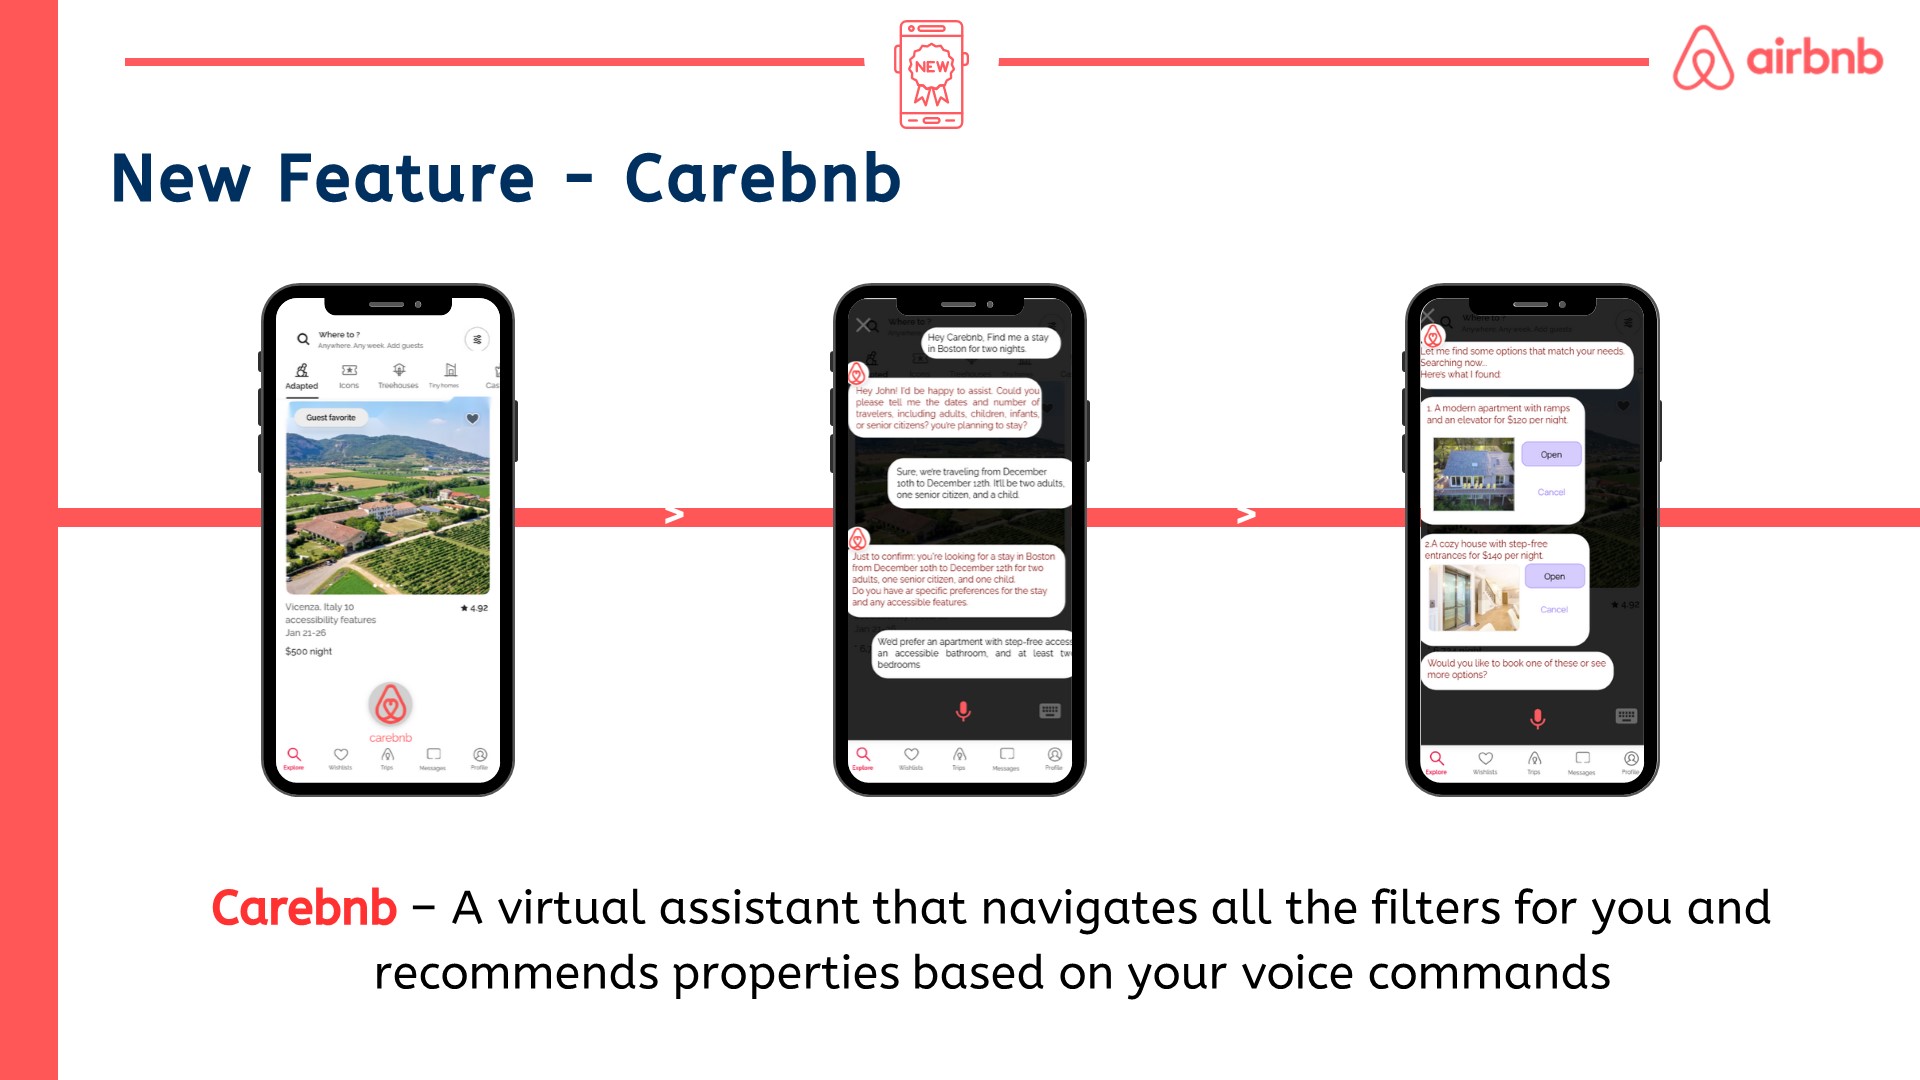 NEW
airbnb
New Feature - Carebnb
Where to ?
Anywhere. Any week. Add guests
Adapted
Icons
Treehouses
Tiny homes
Cas
Guest favorite
Vicenza, Italy 10
accessibility features
Jan 21-26
$500 night
★ 4.92
carebnb
Explore
Wishlists
Trips
Messages
Profile
>
Where to ?
Hey Carebnb, Find me a stay
in Boston for two nights.
Hey John! I'd be happy to assist. Could you
please tell me the dates and number of
travelers, including adults, children, infants,
or senior citizens? you're planning to stay?
Sure, we're traveling from December
10th to December 12th. It'll be two adults,
one senior citizen, and a child.
Just to confirm: you're looking for a stay in Boston
from December 10th to December 12th for two
adults, one senior citizen, and one child.
Do you have ar specific preferences for the stay
and any accessible features.
We'd prefer an apartment with step-free access
an accessible bathroom, and at least tw
bedrooms
Explore
Wishlists
Trips
Messages
Profile
>
Where to ?
Let me find some options that match your needs.
Searching now...
Here's what I found:
1. A modern apartment with ramps
and an elevator for $120 per night.
Open
Cancel
2.A cozy house with step-free
entrances for $140 per night.
Open
Cancel
★ 4.92
Would you like to book one of these or see
more options?
Explore
Wishlists
Trips
Messages
Profile
Carebnb – A virtual assistant that navigates all the filters for you and
recommends properties based on your voice commands